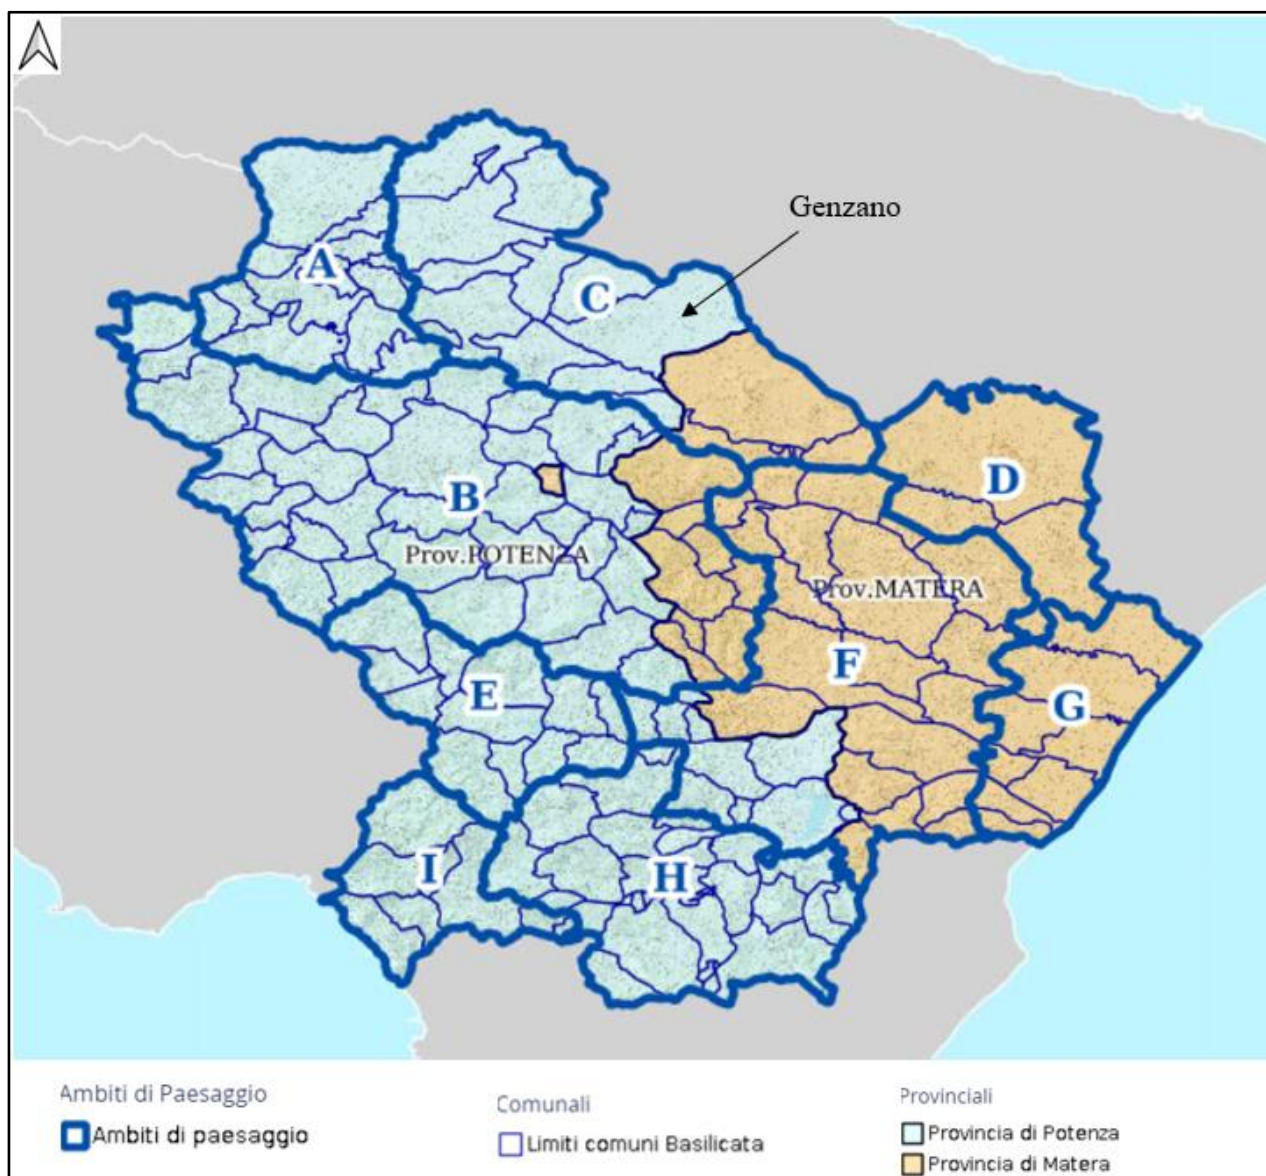 Genzano
A
C
D
B
Prov.POTENZA
Prov.MATERA
F
E
G
I
H
Ambiti di Paesaggio
Ambiti di paesaggio
Comunali
Limiti comuni Basilicata
Provinciali
Provincia di Potenza
Provincia di Matera